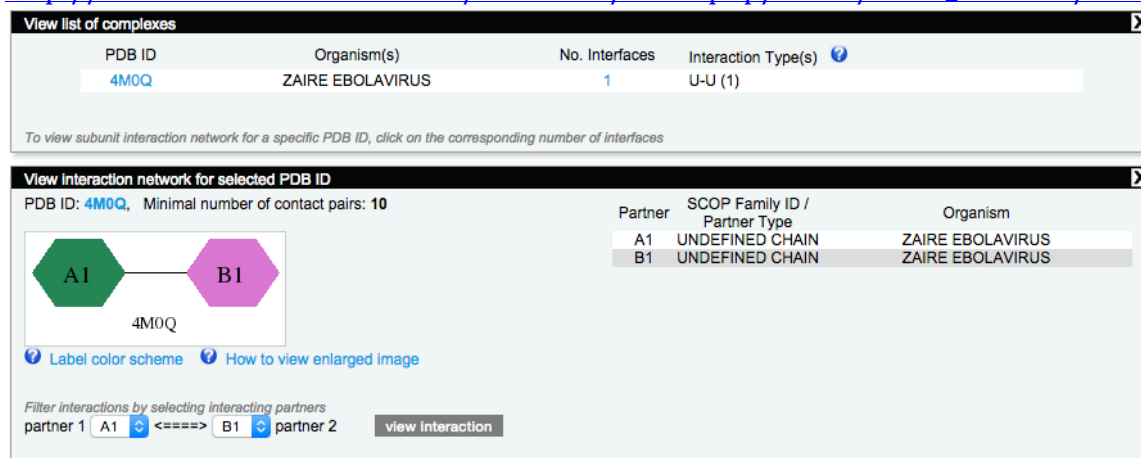 View list of complexes X
PDB ID Organism(s) No. Interfaces Interaction Type(s) ?
4M0Q ZAIRE EBOLAVIRUS 1 U-U (1)
To view subunit interaction network for a specific PDB ID, click on the corresponding number of interfaces
View interaction network for selected PDB ID X
PDB ID: 4M0Q, Minimal number of contact pairs: 10
Partner SCOP Family ID / Partner Type Organism
A1 UNDEFINED CHAIN ZAIRE EBOLAVIRUS
B1 UNDEFINED CHAIN ZAIRE EBOLAVIRUS
A1 B1
4M0Q
? Label color scheme ? How to view enlarged image
Filter interactions by selecting interacting partners
partner 1 A1 <====> B1 partner 2 view interaction